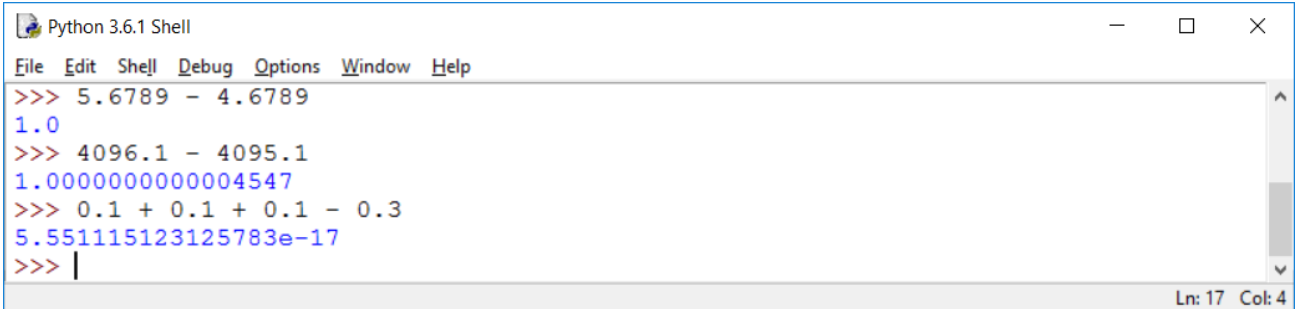 Python 3.6.1 Shell
File Edit Shell Debug Options Window Help
>>> 5.6789 - 4.6789
1.0
>>> 4096.1 - 4095.1
1.0000000000004547
>>> 0.1 + 0.1 + 0.1 - 0.3
5.551115123125783e-17
>>>
Ln: 17 Col: 4